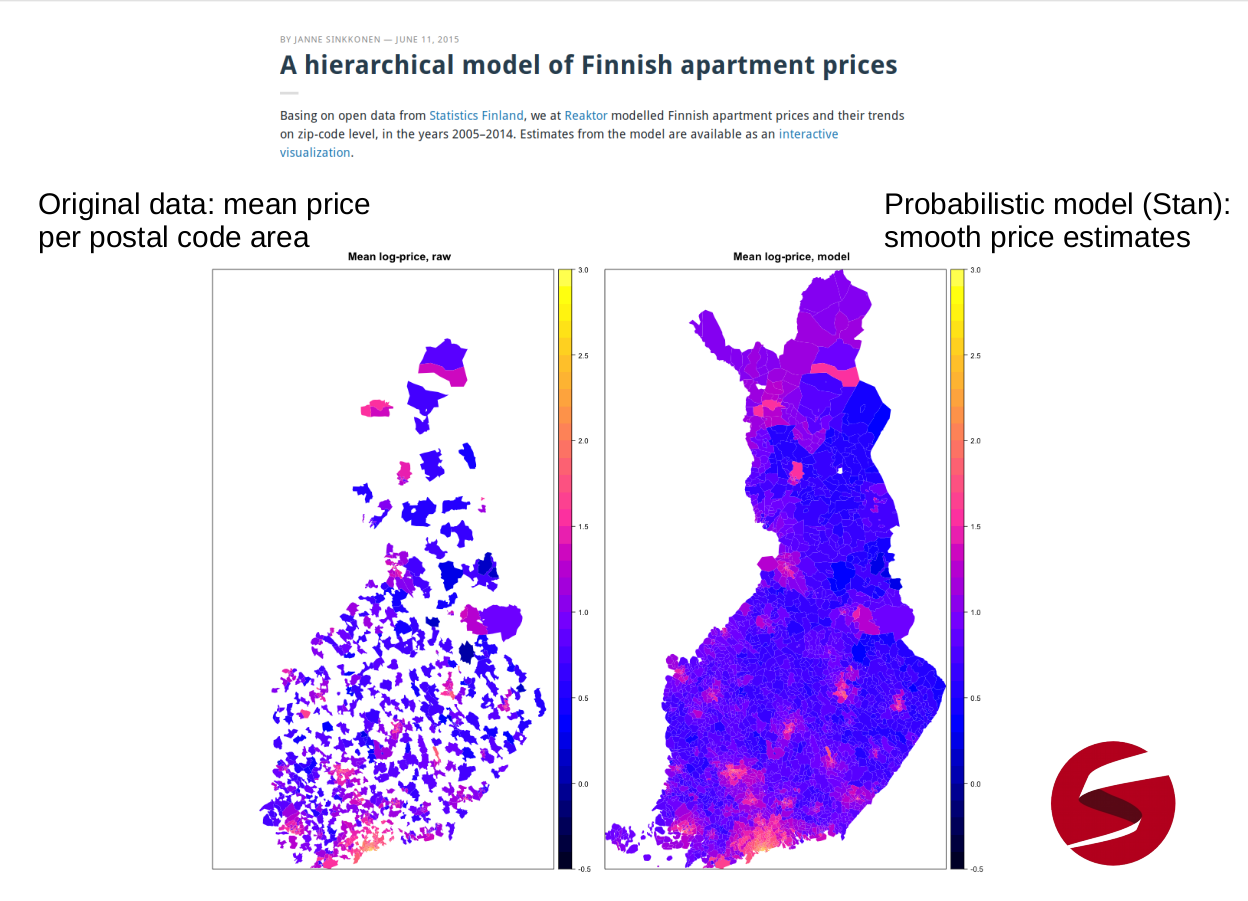 BY JANNE SINKKONEN — JUNE 11, 2015
A hierarchical model of Finnish apartment prices
Basing on open data from Statistics Finland, we at Reaktor modelled Finnish apartment prices and their trends
on zip-code level, in the years 2005–2014. Estimates from the model are available as an interactive
visualization.
Original data: mean price
per postal code area
Probabilistic model (Stan):
smooth price estimates
Mean log-price, raw
3.0
2.5
2.0
1.5
1.0
0.5
0.0
-0.5
Mean log-price, model
3.0
2.5
2.0
1.5
1.0
0.5
0.0
-0.5